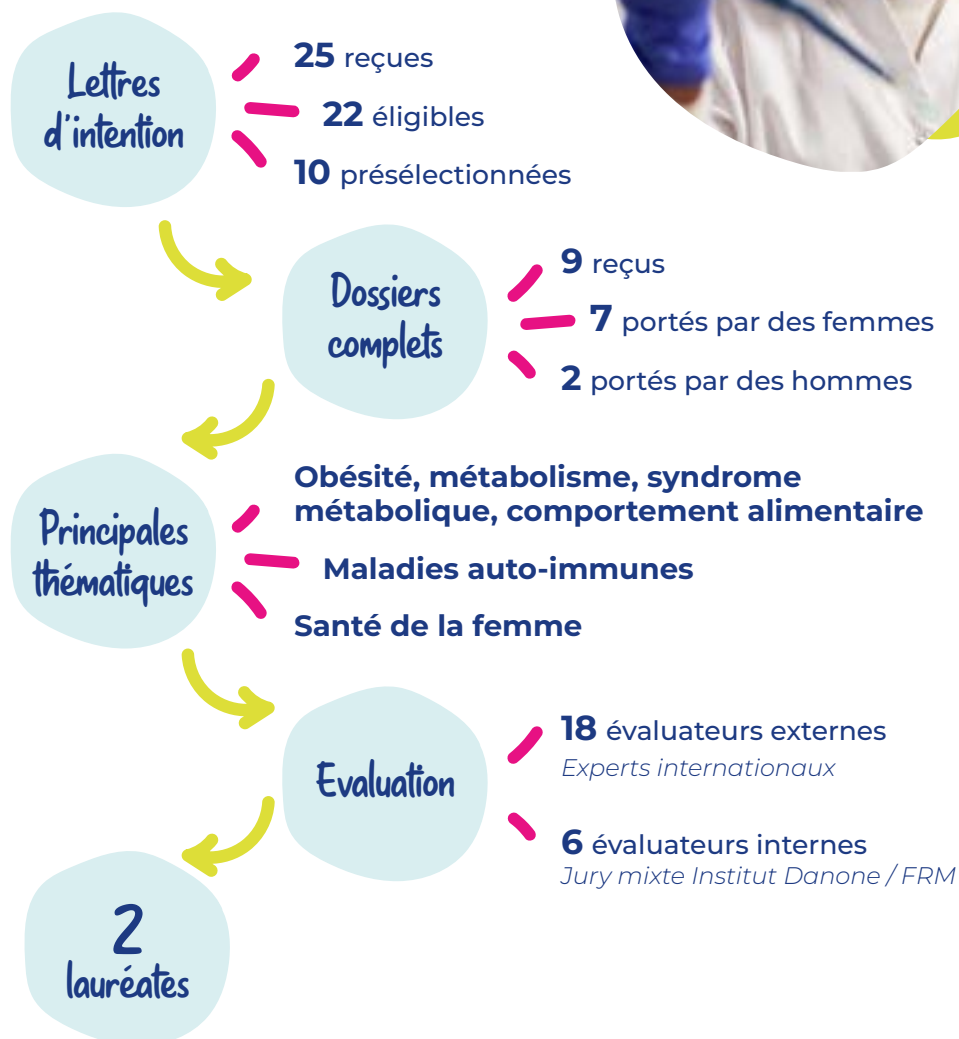 Lettres
d'intention
25 reçues
22 éligibles
10 présélectionnées
Dossiers
complets
9 reçus
7 portés par des femmes
2 portés par des hommes
Principales
thématiques
Obésité, métabolisme, syndrome
métabolique, comportement alimentaire
Maladies auto-immunes
Santé de la femme
Evaluation
18 évaluateurs externes
Experts internationaux
6 évaluateurs internes
Jury mixte Institut Danone / FRM
2
lauréates